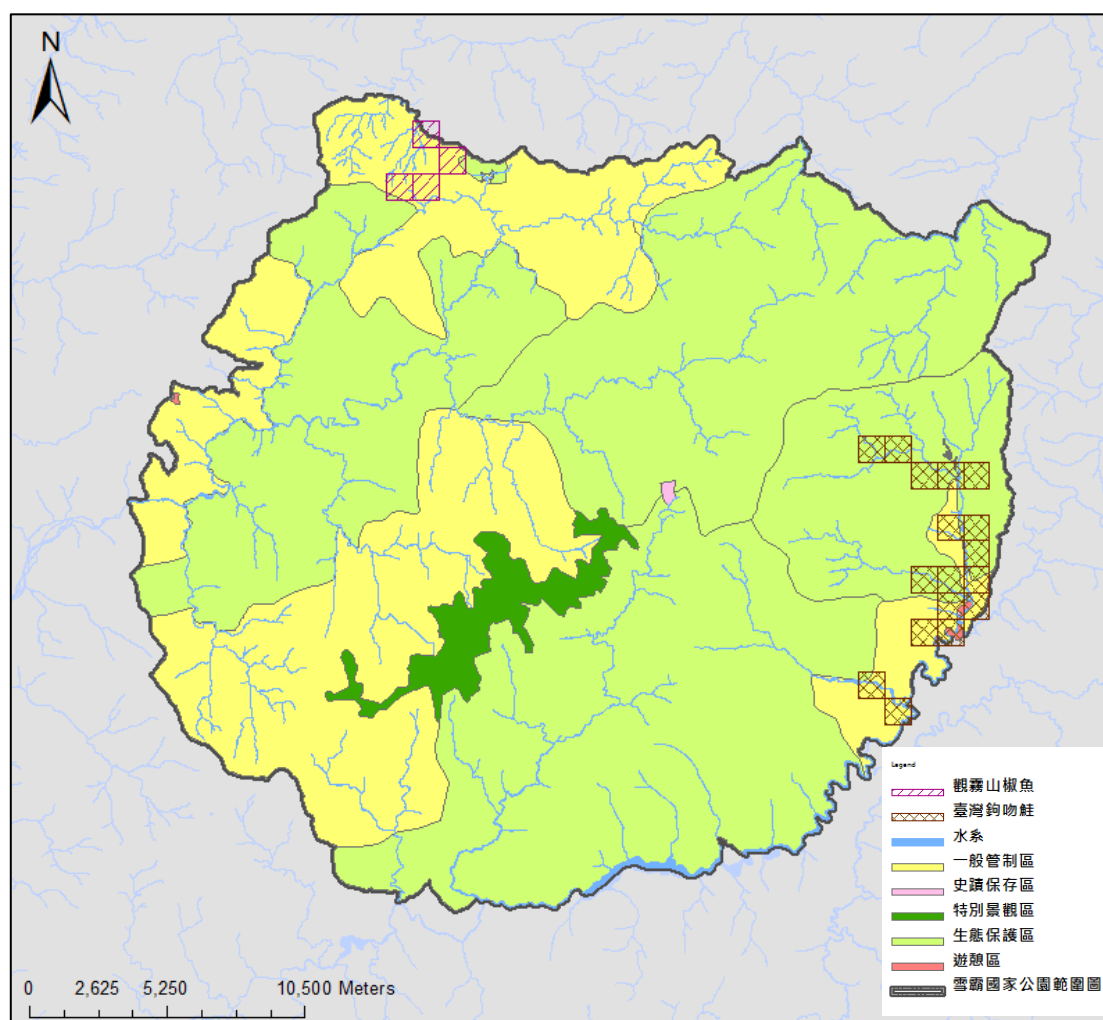 N
Legend
觀霧山椒魚
臺灣鉤吻鮭
水系
一般管制區
史蹟保存區
特別景觀區
生態保護區
遊憩區
雪霸國家公園範圍圖
0 2,625 5,250 10,500 Meters